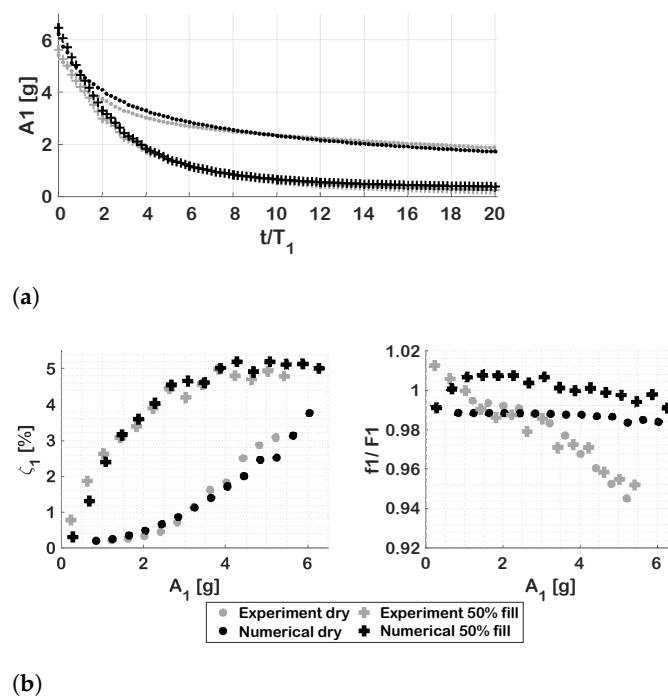 6
4
2
0
A1 [g]
0 2 4 6 8 10 12 14 16 18 20
t/T1
(a)
5
4
3
2
1
0
ζ1 [%]
0 2 4 6
A1 [g]
1.02
1
0.98
0.96
0.94
0.92
f1/ F1
0 2 4 6
A1 [g]
Experiment dry Experiment 50% fill
Numerical dry Numerical 50% fill
(b)